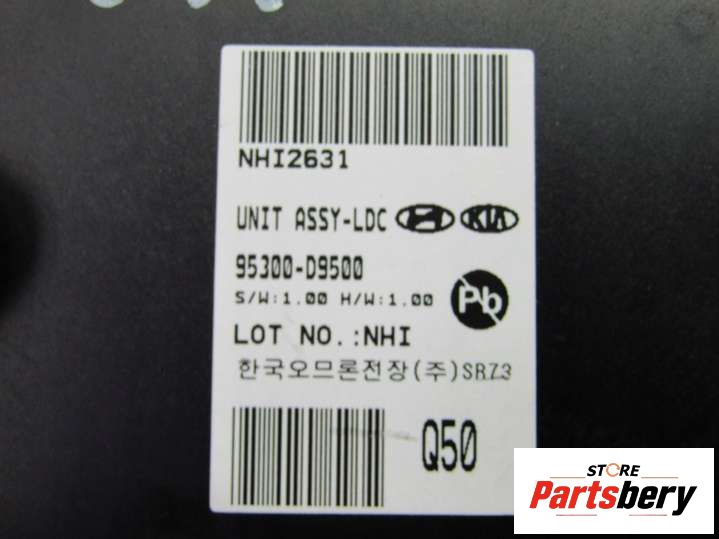 NHI2631
UNIT ASSY-LDC KIA
95300-D9500
S/W:1.00 H/W:1.00 Pb
LOT NO.:NHI
한국오므론전장(주)SRZ3
Q50
STORE
Partsbery